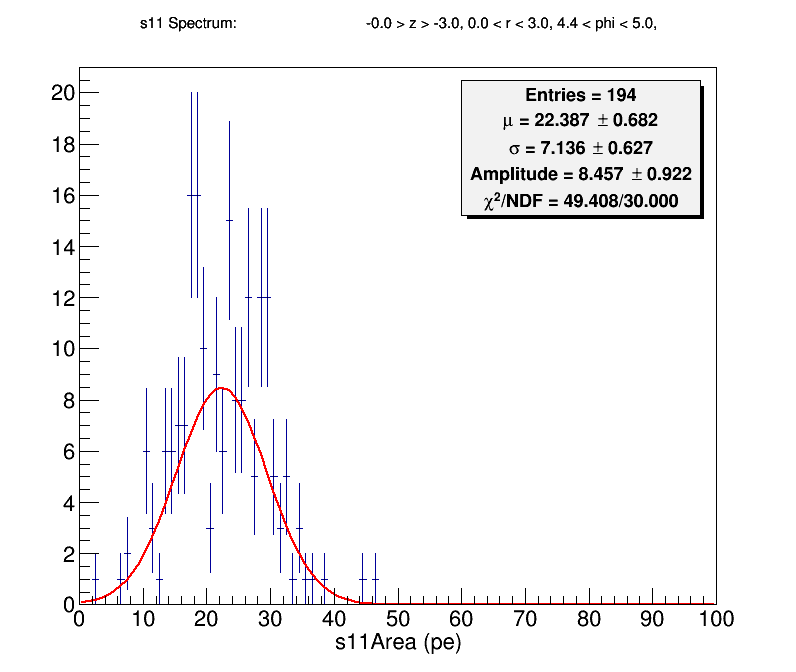 s11 Spectrum: -0.0 > z > -3.0, 0.0 < r < 3.0, 4.4 < phi < 5.0,
Entries = 194
μ = 22.387 ± 0.682
σ = 7.136 ± 0.627
Amplitude = 8.457 ± 0.922
χ²/NDF = 49.408/30.000
20
18
16
14
12
10
8
6
4
2
0
0 10 20 30 40 50 60 70 80 90 100
s11Area (pe)